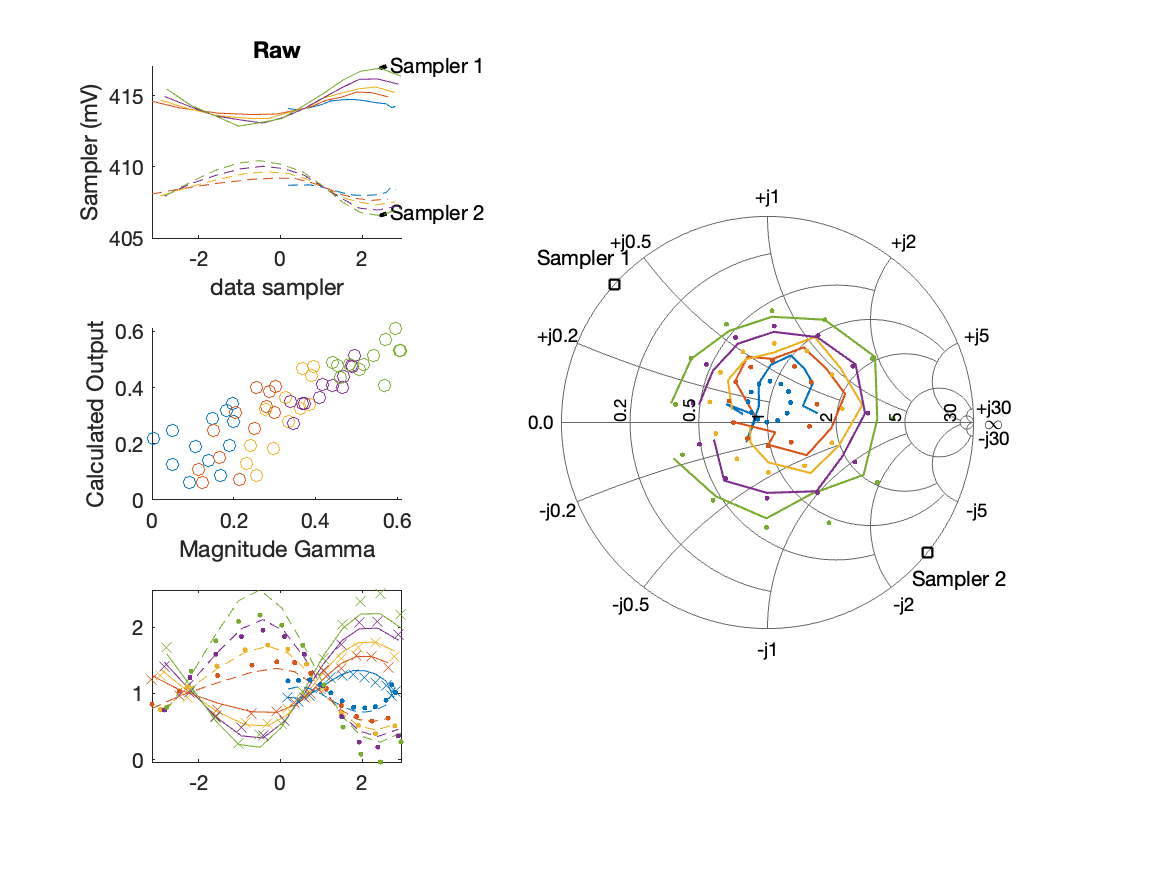 Raw
Sampler 1
415
410
405
Sampler (mV)
Sampler 2
-2
0
2
data sampler
0.6
0.4
0.2
0
Calculated Output
0
0.2
0.4
0.6
Magnitude Gamma
2
1
0
-2
0
2
+j1
+j0.5
+j2
Sampler 1
+j0.2
+j5
0.0
0.2
0.5
1
2
5
30
+j30
∞
-j30
-j0.2
-j5
Sampler 2
-j0.5
-j2
-j1